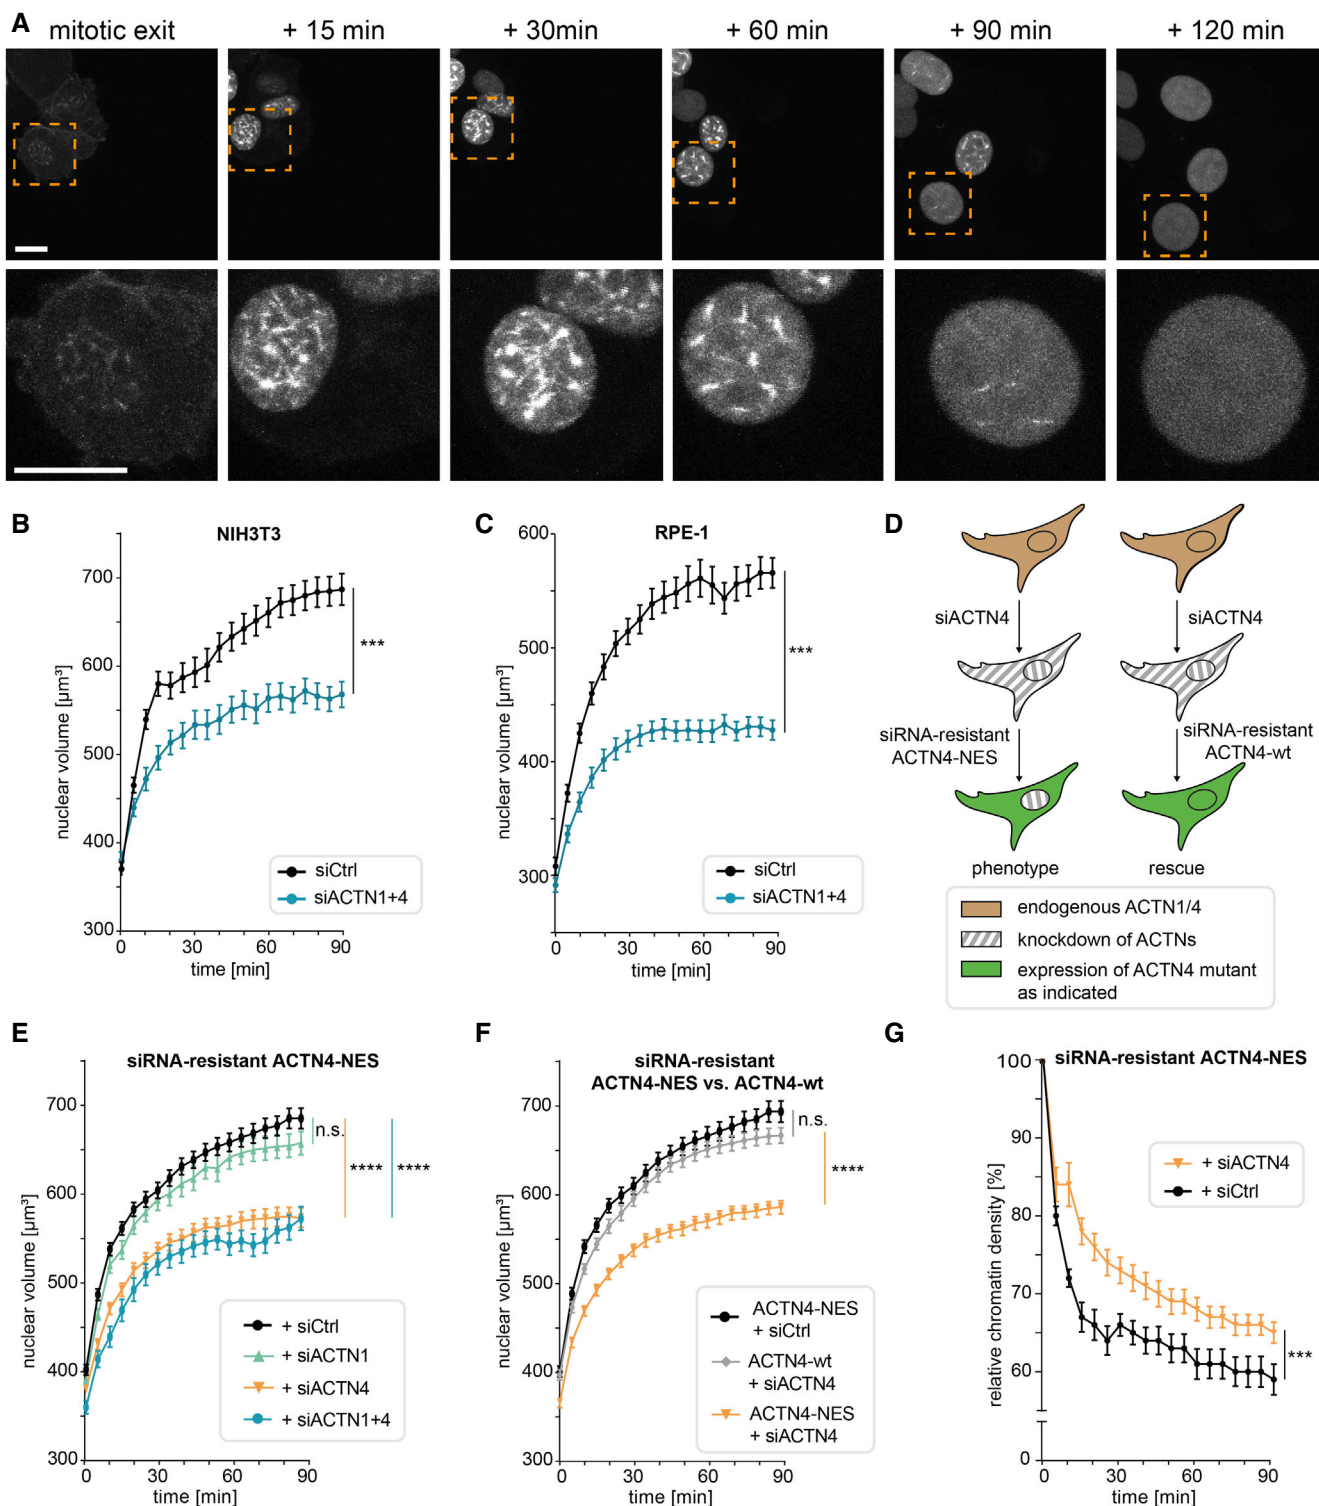 A
mitotic exit
+ 15 min
+ 30min
+ 60 min
+ 90 min
+ 120 min
B
NIH3T3
700
600
500
400
300
nuclear volume [µm³]
0
30
60
90
time [min]
***
siCtrl
siACTN1+4
C
RPE-1
600
500
400
300
nuclear volume [µm³]
0
30
60
90
time [min]
***
siCtrl
siACTN1+4
D
siACTN4
siACTN4
siRNA-resistant
ACTN4-NES
siRNA-resistant
ACTN4-wt
phenotype
rescue
endogenous ACTN1/4
knockdown of ACTNs
expression of ACTN4 mutant
as indicated
E
siRNA-resistant ACTN4-NES
700
600
500
400
300
nuclear volume [µm³]
0
30
60
90
time [min]
n.s.
****
****
+ siCtrl
+ siACTN1
+ siACTN4
+ siACTN1+4
F
siRNA-resistant
ACTN4-NES vs. ACTN4-wt
700
600
500
400
300
nuclear volume [µm³]
0
30
60
90
time [min]
n.s.
****
ACTN4-NES
+ siCtrl
ACTN4-wt
+ siACTN4
ACTN4-NES
+ siACTN4
G
siRNA-resistant ACTN4-NES
100
90
80
70
60
0
relative chromatin density [%]
0
30
60
90
time [min]
+ siACTN4
+ siCtrl
***